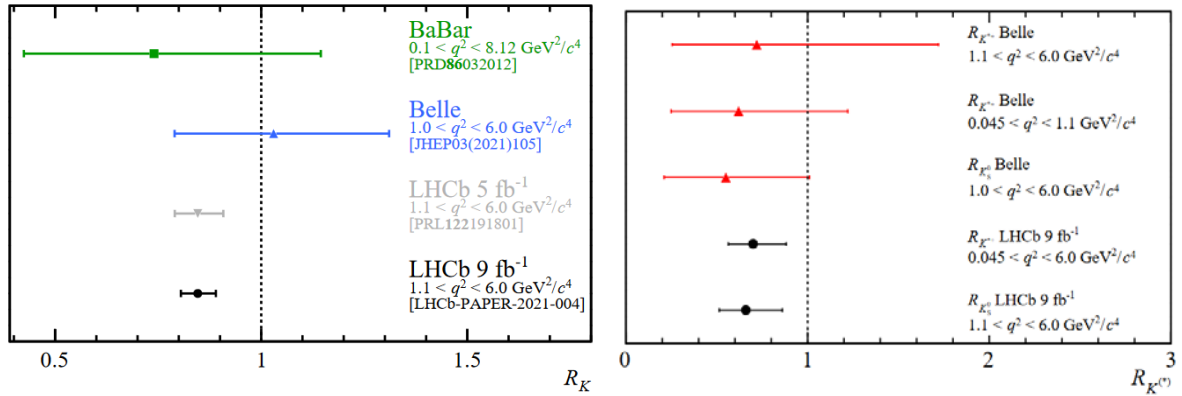 BaBar
0.1 < q² < 8.12 GeV²/c⁴
[PRD86032012]
Belle
1.0 < q² < 6.0 GeV²/c⁴
[JHEP03(2021)105]
LHCb 5 fb⁻¹
1.1 < q² < 6.0 GeV²/c⁴
[PRL122191801]
LHCb 9 fb⁻¹
1.1 < q² < 6.0 GeV²/c⁴
[LHCb-PAPER-2021-004]
0.5 1 1.5
R_K
R_K*⁻ Belle
1.1 < q² < 6.0 GeV²/c⁴
R_K*⁻ Belle
0.045 < q² < 1.1 GeV²/c⁴
R_K⁰_S Belle
1.0 < q² < 6.0 GeV²/c⁴
R_K*⁻ LHCb 9 fb⁻¹
0.045 < q² < 6.0 GeV²/c⁴
R_K⁰_S LHCb 9 fb⁻¹
1.1 < q² < 6.0 GeV²/c⁴
0 1 2 3
R_K⁽*⁾